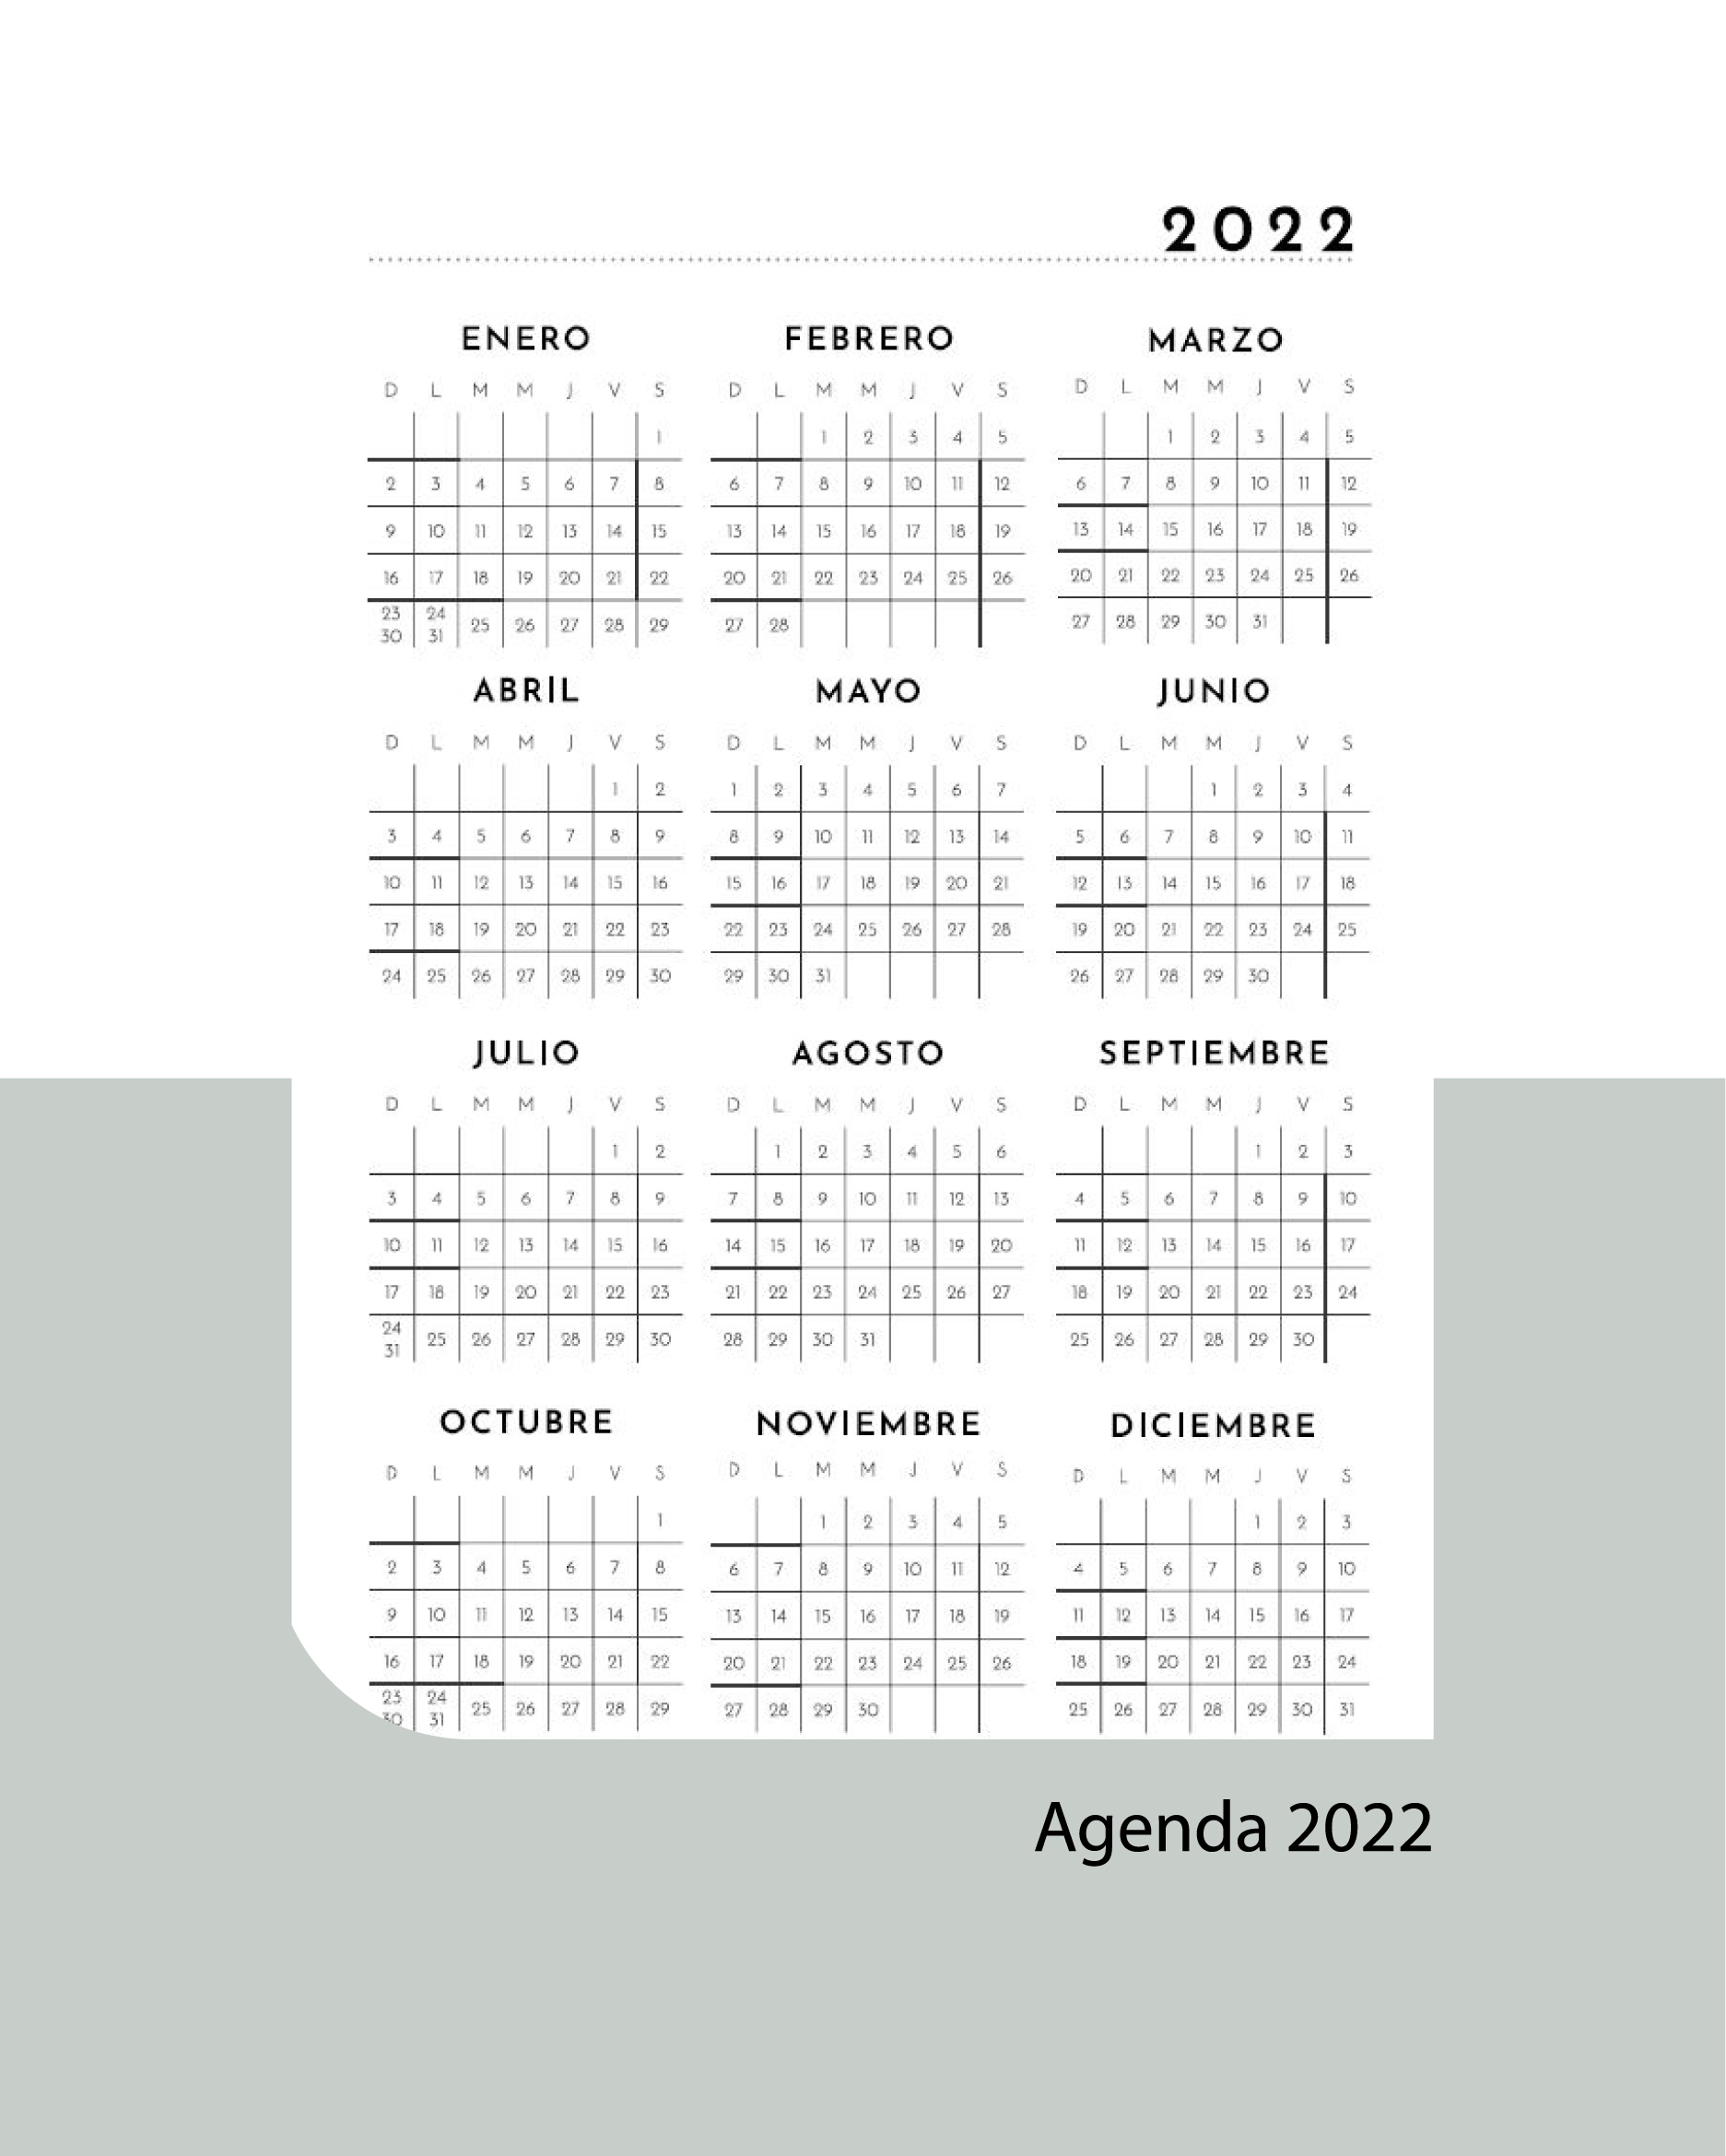 2022
ENERO FEBRERO MARZO
D L M M J V S D L M M J V S D L M M J V S
1 1 2 3 4 5 1 2 3 4 5
2 3 4 5 6 7 8 6 7 8 9 10 11 12 6 7 8 9 10 11 12
9 10 11 12 13 14 15 13 14 15 16 17 18 19 13 14 15 16 17 18 19
16 17 18 19 20 21 22 20 21 22 23 24 25 26 20 21 22 23 24 25 26
23 24 25 26 27 28 29 27 28 27 28 29 30 31
30 31
ABRIL MAYO JUNIO
D L M M J V S D L M M J V S D L M M J V S
1 2 1 2 3 4 5 6 7 1 2 3 4
3 4 5 6 7 8 9 8 9 10 11 12 13 14 5 6 7 8 9 10 11
10 11 12 13 14 15 16 15 16 17 18 19 20 21 12 13 14 15 16 17 18
17 18 19 20 21 22 23 22 23 24 25 26 27 28 19 20 21 22 23 24 25
24 25 26 27 28 29 30 29 30 31 26 27 28 29 30
JULIO AGOSTO SEPTIEMBRE
D L M M J V S D L M M J V S D L M M J V S
1 2 1 2 3 4 5 6 1 2 3
3 4 5 6 7 8 9 7 8 9 10 11 12 13 4 5 6 7 8 9 10
10 11 12 13 14 15 16 14 15 16 17 18 19 20 11 12 13 14 15 16 17
17 18 19 20 21 22 23 21 22 23 24 25 26 27 18 19 20 21 22 23 24
24 25 26 27 28 29 30 28 29 30 31 25 26 27 28 29 30
31
OCTUBRE NOVIEMBRE DICIEMBRE
D L M M J V S D L M M J V S D L M M J V S
1 1 2 3 4 5 1 2 3
2 3 4 5 6 7 8 6 7 8 9 10 11 12 4 5 6 7 8 9 10
9 10 11 12 13 14 15 13 14 15 16 17 18 19 11 12 13 14 15 16 17
16 17 18 19 20 21 22 20 21 22 23 24 25 26 18 19 20 21 22 23 24
23 24 25 26 27 28 29 27 28 29 30 25 26 27 28 29 30 31
30 31
Agenda 2022